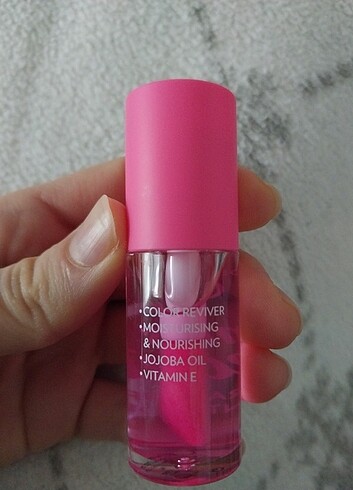 •COLOR REVIVER
•MOISTURISING
& NOURISHING
•JOJOBA OIL
•VITAMIN E